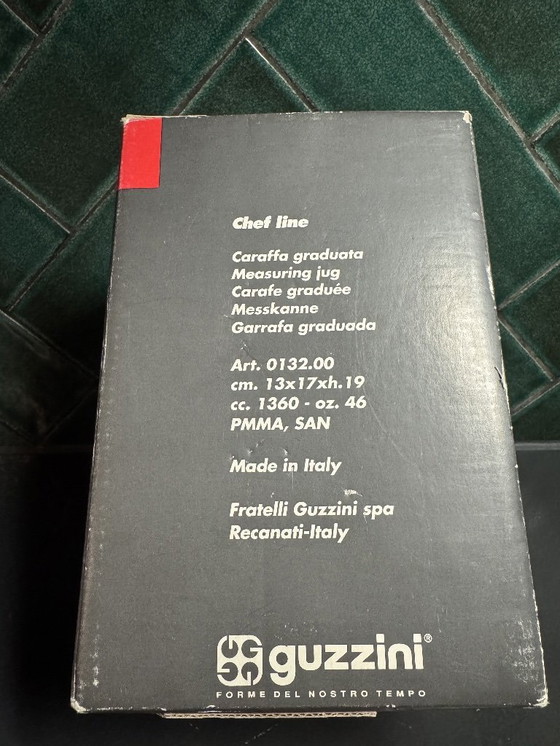 Chef line
Caraffa graduata
Measuring jug
Carafe graduée
Messkanne
Garrafa graduada
Art. 0132.00
cm. 13x17xh.19
cc. 1360 - oz. 46
PMMA, SAN
Made in Italy
Fratelli Guzzini spa
Recanati-Italy
guzzini®
FORME DEL NOSTRO TEMPO